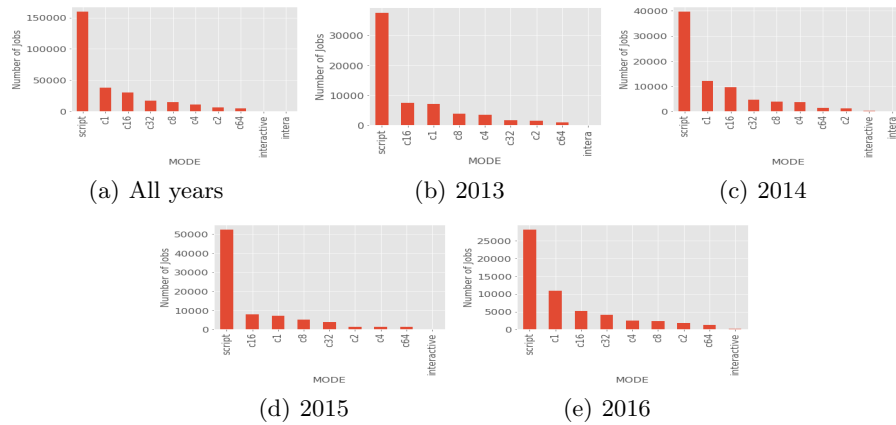 150000
100000
50000
0
Number of Jobs
script
c1
c16
c32
c8
c4
c2
c64
interactive
intera
MODE
(a) All years
30000
20000
10000
0
Number of Jobs
script
c16
c1
c8
c4
c32
c2
c64
intera
MODE
(b) 2013
40000
30000
20000
10000
0
Number of Jobs
script
c1
c16
c32
c8
c4
c64
c2
interactive
intera
MODE
(c) 2014
50000
40000
30000
20000
10000
0
Number of Jobs
script
c16
c1
c8
c32
c2
c4
c64
interactive
MODE
(d) 2015
25000
20000
15000
10000
5000
0
Number of Jobs
script
c1
c16
c32
c4
c8
c2
c64
interactive
MODE
(e) 2016